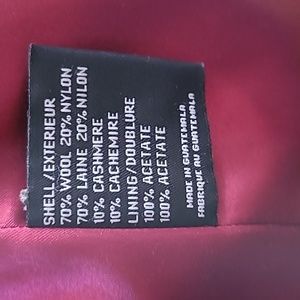 SHELL/EXTERIEUR
70% WOOL 20% NYLON
70% LAINE 20% NILON
10% CASHMERE
10% CACHEMIRE
LINING/DOUBLURE
100% ACETATE
100% ACETATE
MADE IN GUATEMALA
FABRIQUE AU GUATEMALA